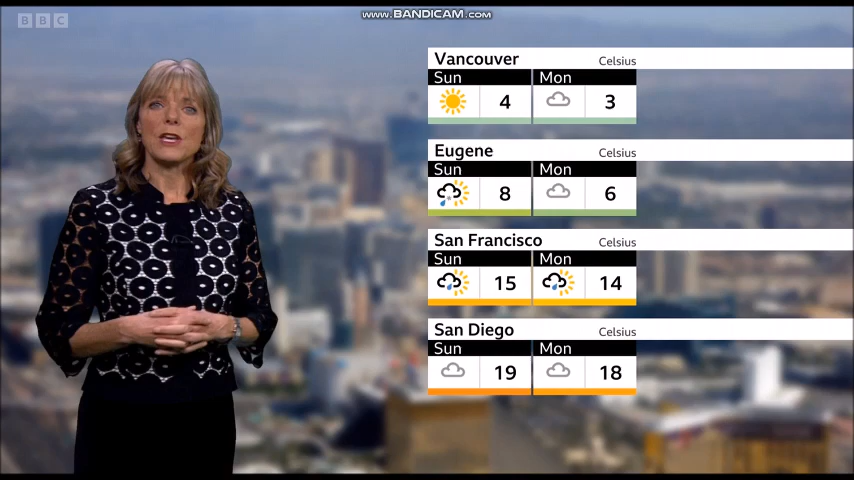 BBC
www.BANDICAM.com
Vancouver Celsius
Sun Mon
4 3
Eugene Celsius
Sun Mon
8 6
San Francisco Celsius
Sun Mon
15 14
San Diego Celsius
Sun Mon
19 18